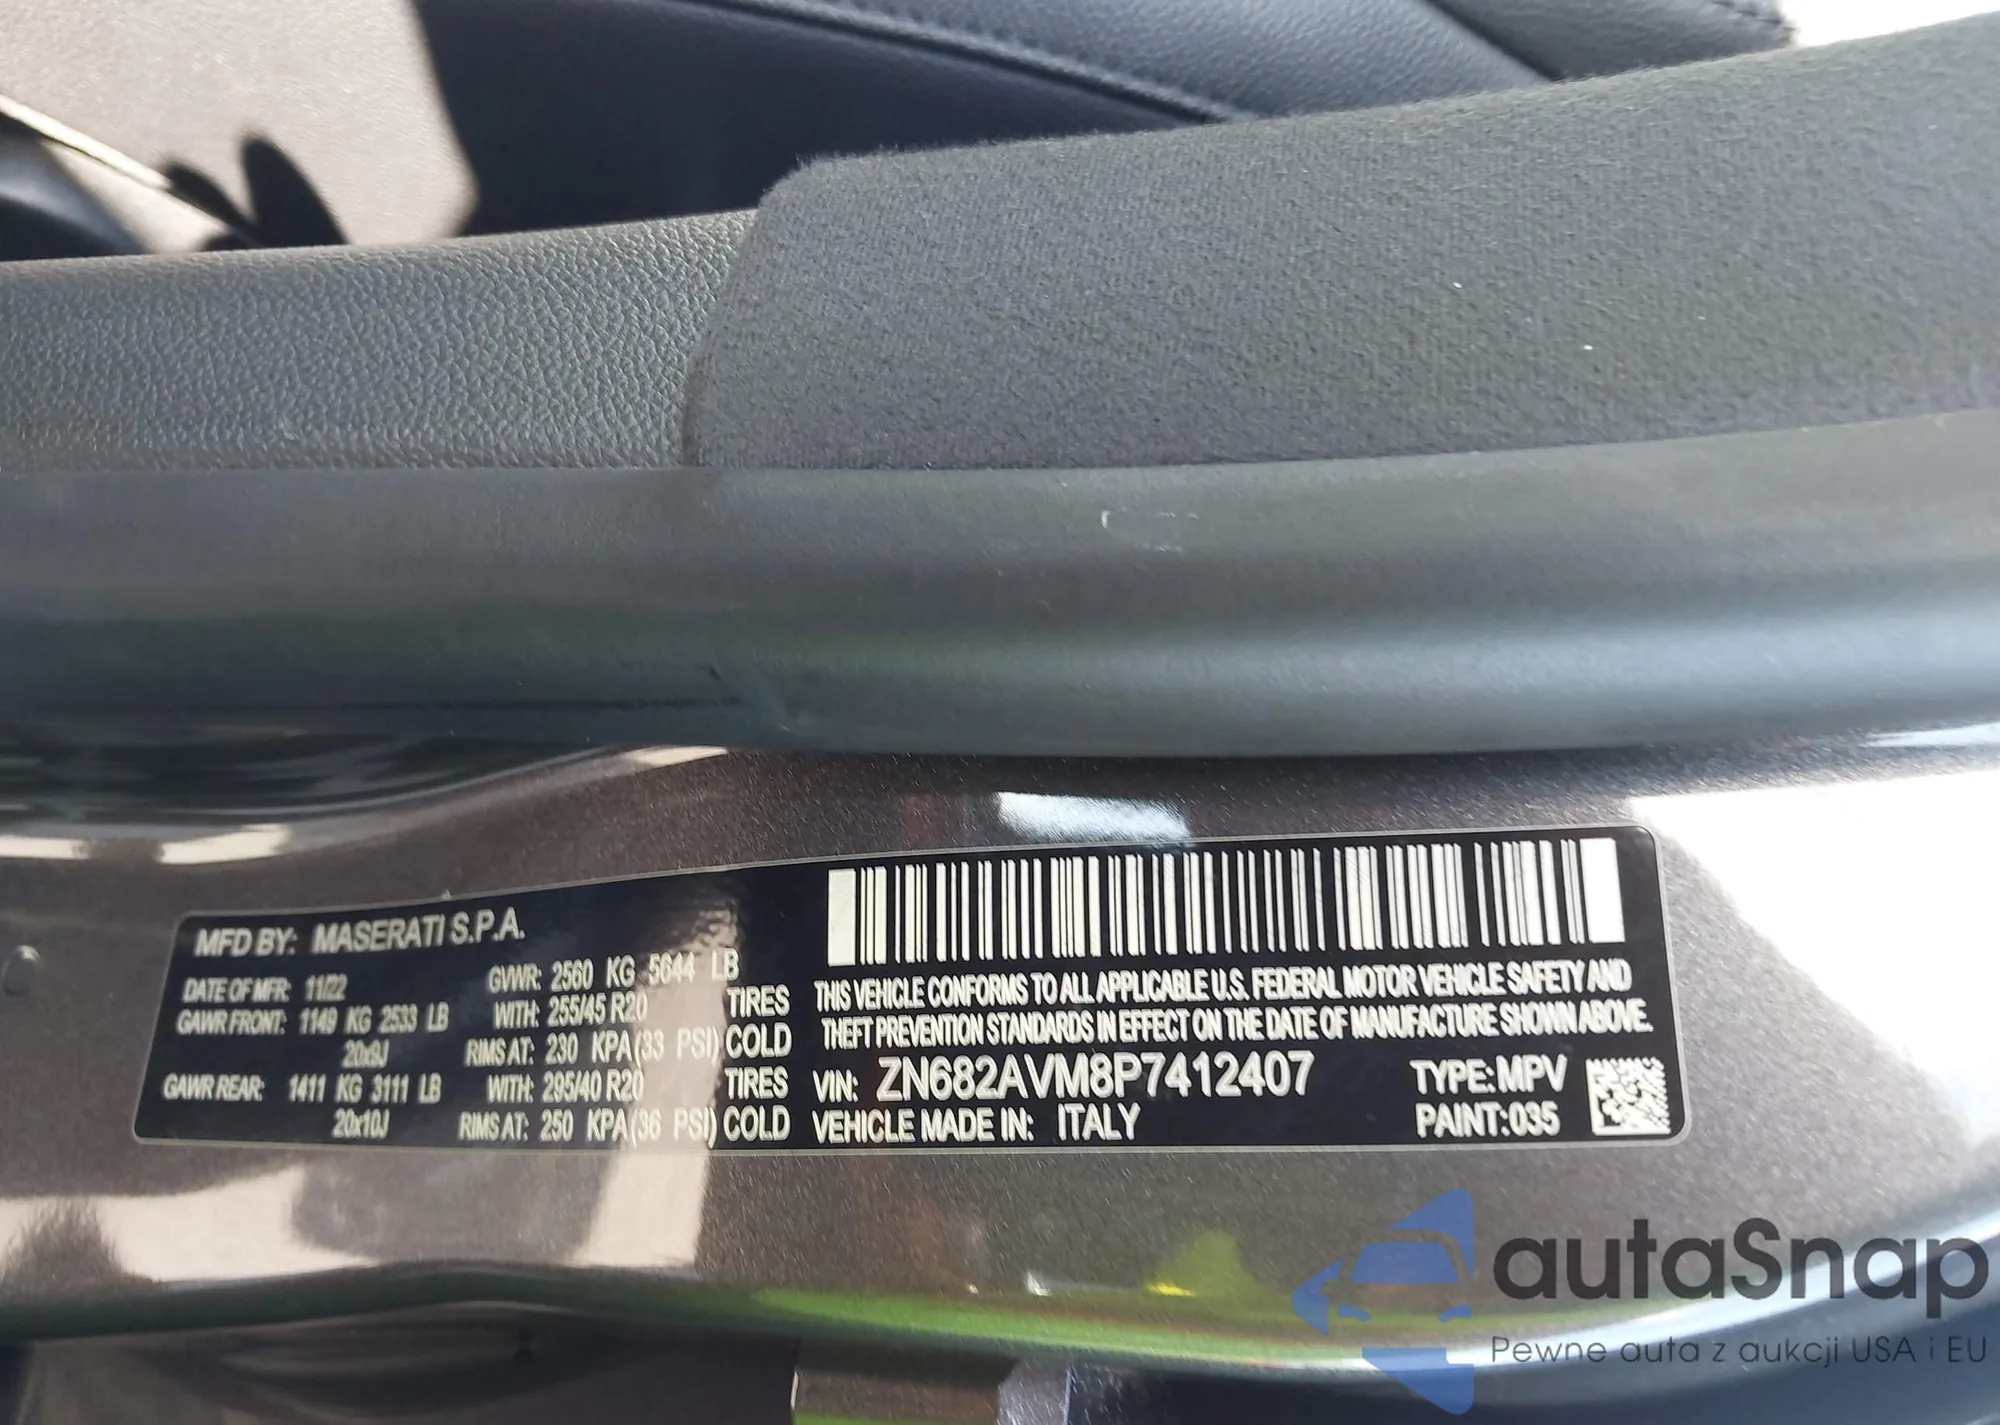 MFD BY: MASERATI S.P.A.
DATE OF MFR: 11/22 GVWR: 2560 KG 5644 LB
GAWR FRONT: 1149 KG 2533 LB WITH: 255/45 R20 TIRES
20x9J RIMS AT: 230 KPA(33 PSI) COLD
GAWR REAR: 1411 KG 3111 LB WITH: 295/40 R20 TIRES
20x10J RIMS AT: 250 KPA(36 PSI) COLD
THIS VEHICLE CONFORMS TO ALL APPLICABLE U.S. FEDERAL MOTOR VEHICLE SAFETY AND
THEFT PREVENTION STANDARDS IN EFFECT ON THE DATE OF MANUFACTURE SHOWN ABOVE.
VIN: ZN682AVM8P7412407 TYPE: MPV
VEHICLE MADE IN: ITALY PAINT:035
autaSnap
Pewne auta z aukcji USA i EU